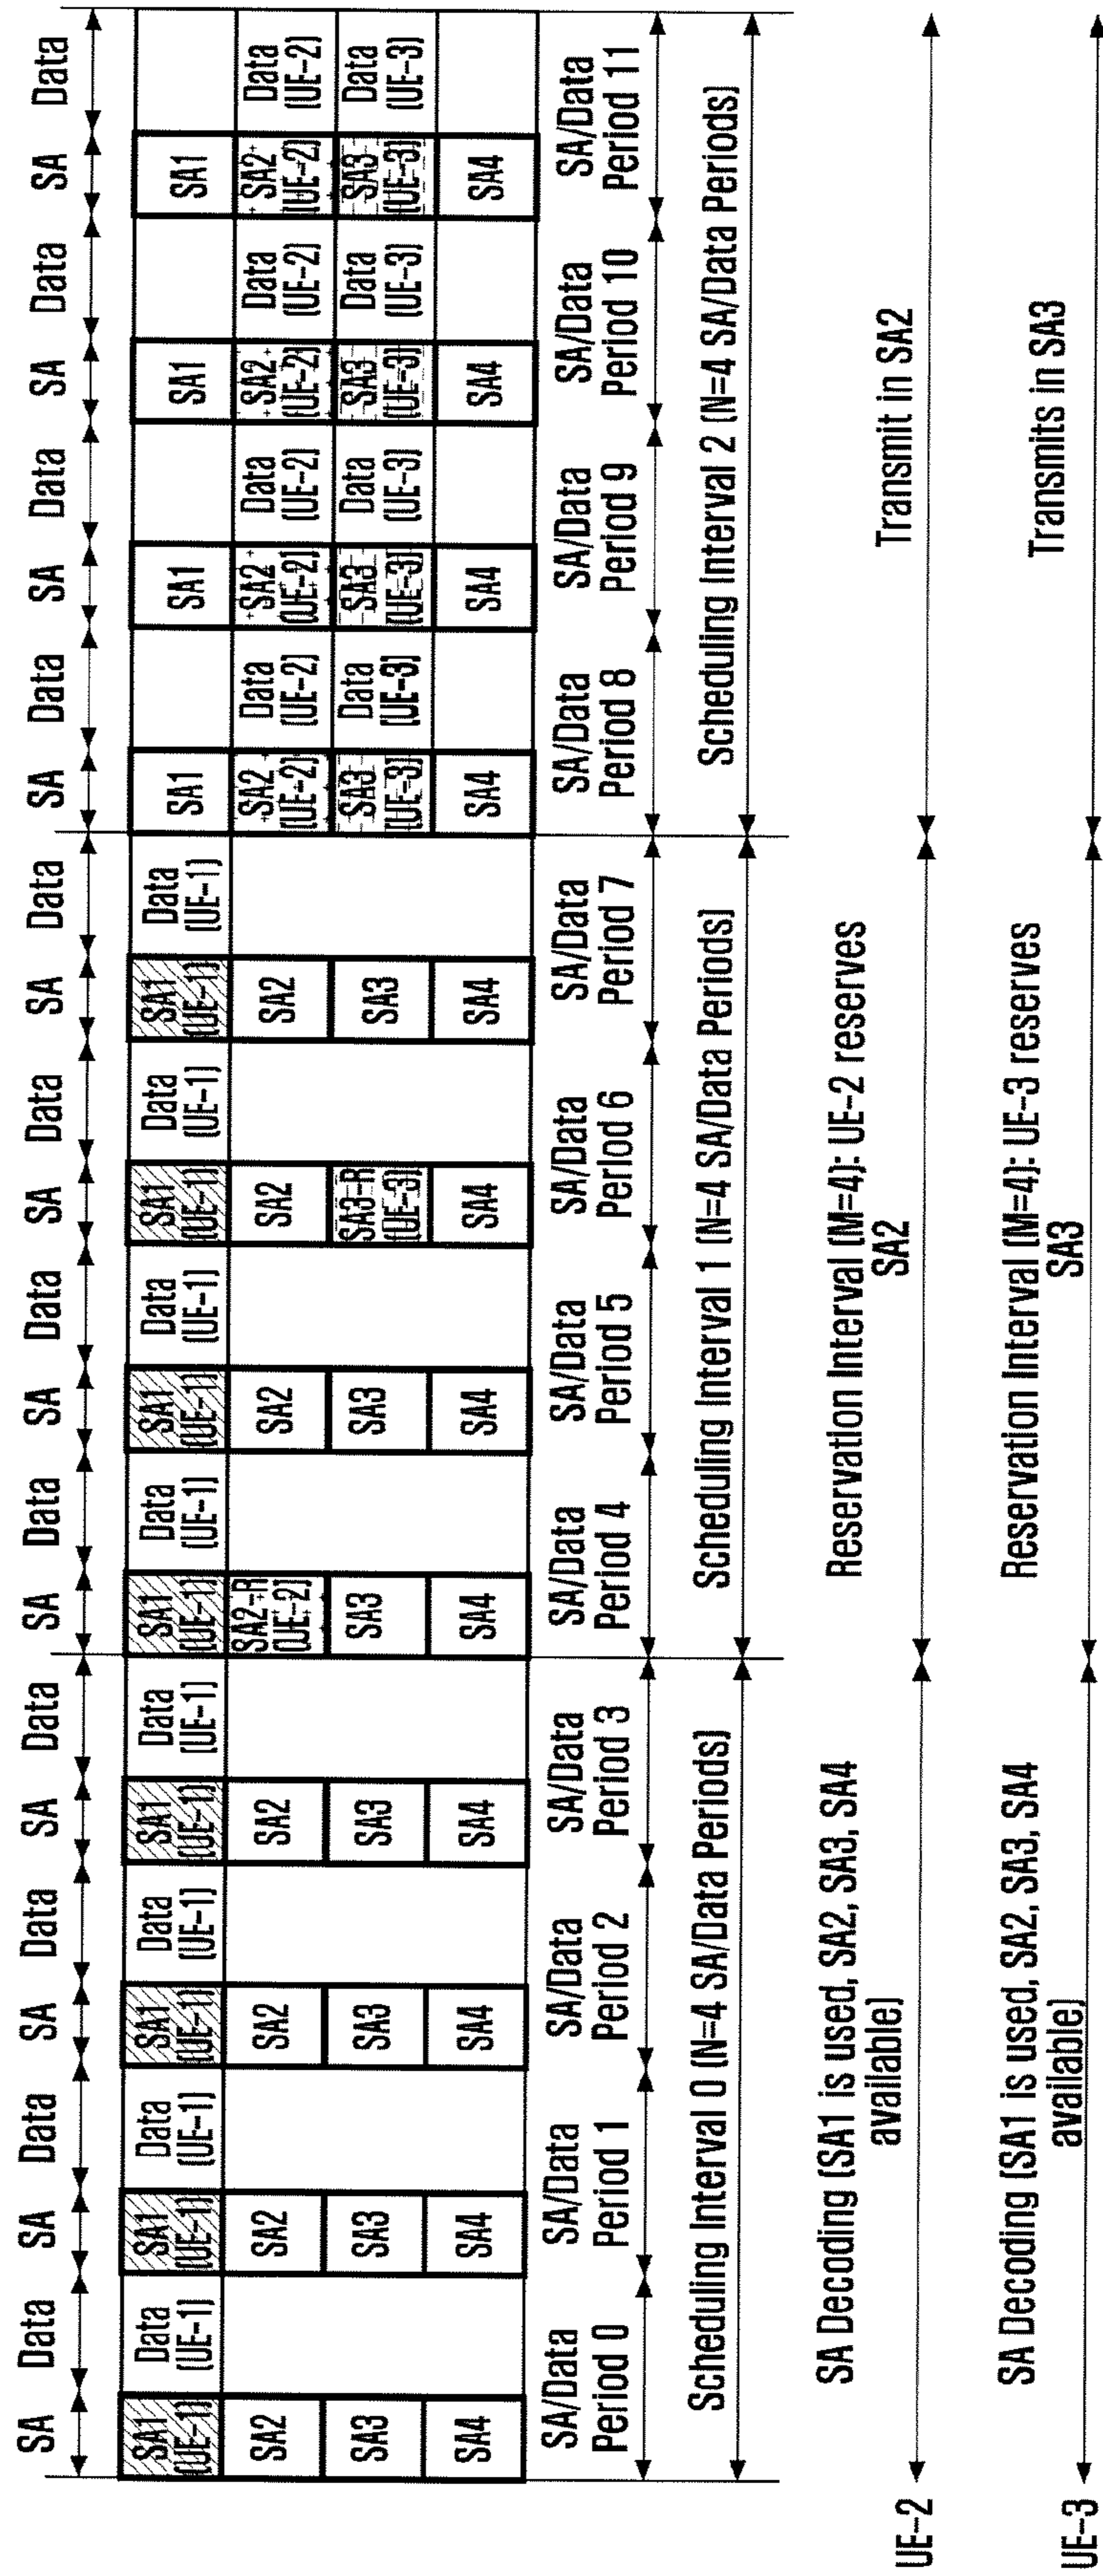 SA Data SA Data SA Data SA Data SA Data SA Data SA Data SA Data SA Data SA Data SA Data SA Data
SA1 Data SA1 Data SA1 Data SA1 Data SA1 Data SA1 Data SA1 Data SA1 Data SA1 SA1 SA1 SA1
(UE-1) (UE-1) (UE-1) (UE-1) (UE-1) (UE-1) (UE-1) (UE-1) (UE-1) (UE-1) (UE-1) (UE-1) (UE-1) (UE-1) (UE-1) (UE-1)
SA2 SA2 SA2 SA2 SA2-R SA2 SA2 SA2 SA2 Data SA2 Data SA2 Data SA2 Data
(UE-2) (UE-2) (UE-2) (UE-2) (UE-2) (UE-2) (UE-2) (UE-2) (UE-2)
SA3 SA3 SA3 SA3 SA3 SA3 SA3-R SA3 SA3 Data SA3 Data SA3 Data SA3 Data
(UE-3) (UE-3) (UE-3) (UE-3) (UE-3) (UE-3) (UE-3) (UE-3) (UE-3)
SA4 SA4 SA4 SA4 SA4 SA4 SA4 SA4 SA4 SA4 SA4 SA4
SA/Data SA/Data SA/Data SA/Data SA/Data SA/Data SA/Data SA/Data SA/Data SA/Data SA/Data SA/Data
Period 0 Period 1 Period 2 Period 3 Period 4 Period 5 Period 6 Period 7 Period 8 Period 9 Period 10 Period 11
Scheduling Interval 0 (N=4 SA/Data Periods) Scheduling Interval 1 (N=4 SA/Data Periods) Scheduling Interval 2 (N=4 SA/Data Periods)
SA Decoding (SA1 is used, SA2, SA3, SA4
available)
Reservation Interval (M=4): UE-2 reserves
SA2
Transmit in SA2
UE-2
SA Decoding (SA1 is used, SA2, SA3, SA4
available)
Reservation Interval (M=4): UE-3 reserves
SA3
Transmits in SA3
UE-3